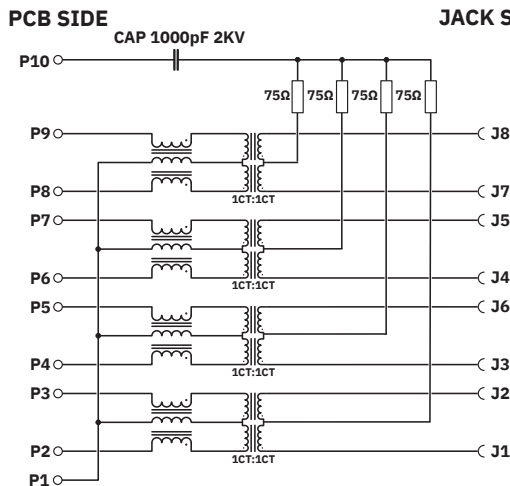 PCB SIDE
JACK S
CAP 1000pF 2KV
P10
75Ω 75Ω 75Ω 75Ω
P9
J8
P8
J7
1CT:1CT
P7
J5
P6
J4
1CT:1CT
P5
J6
P4
J3
1CT:1CT
P3
J2
P2
J1
1CT:1CT
P1